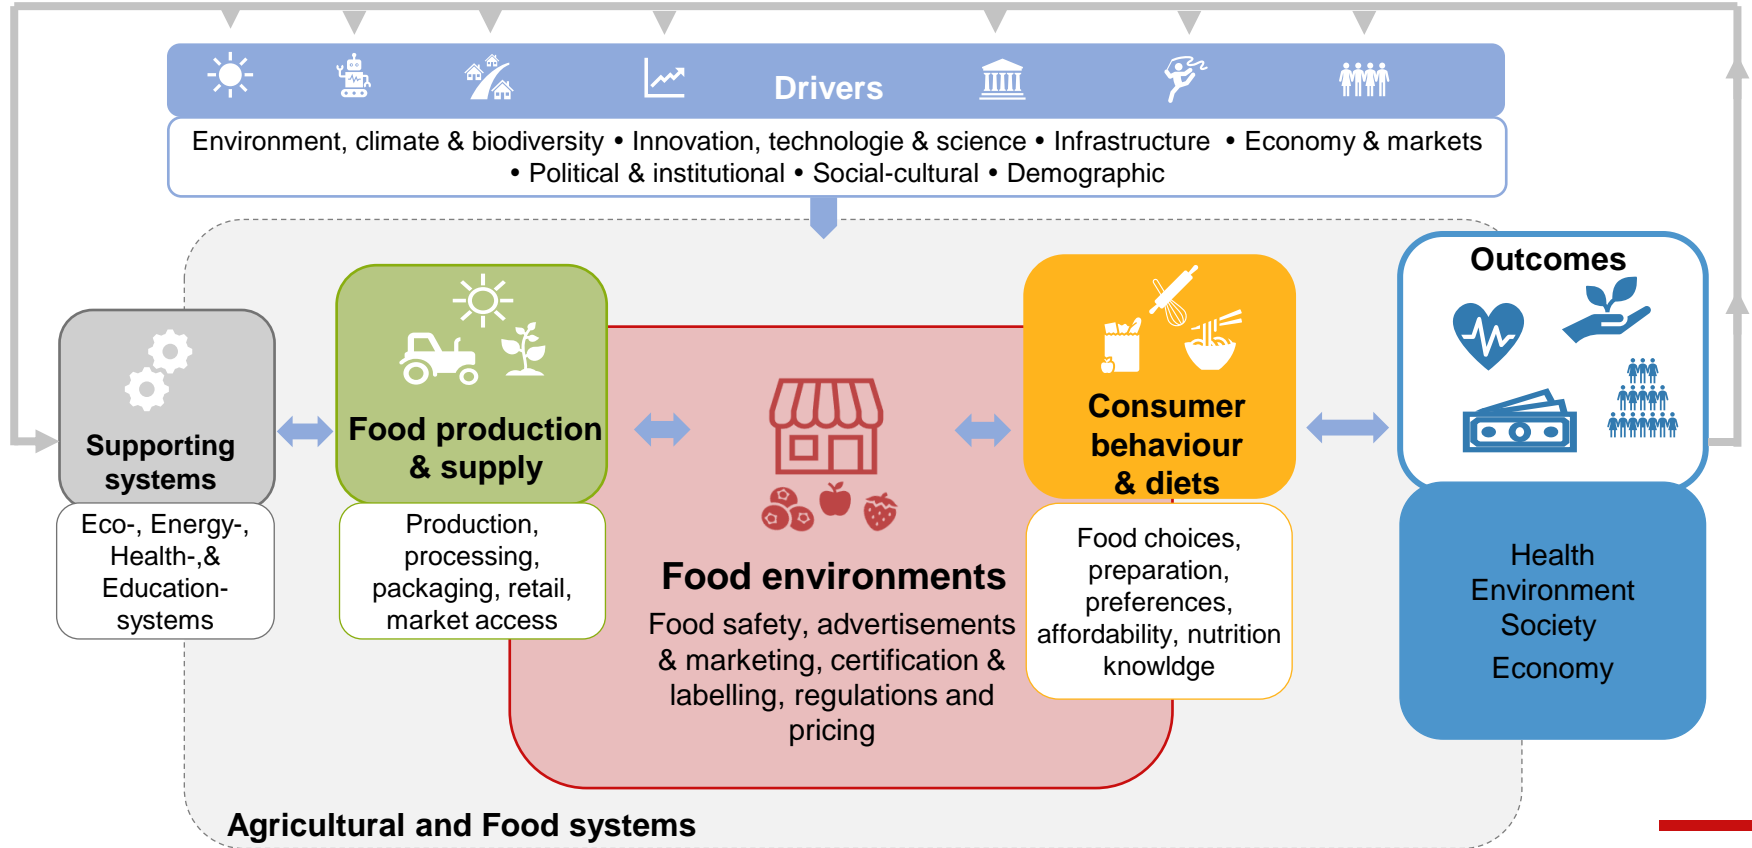 Drivers
Environment, climate & biodiversity • Innovation, technologie & science • Infrastructure • Economy & markets
• Political & institutional • Social-cultural • Demographic
Supporting
systems
Eco-, Energy-,
Health-,&
Education-
systems
Food production
& supply
Production,
processing,
packaging, retail,
market access
Food environments
Food safety, advertisements
& marketing, certification &
labelling, regulations and
pricing
Consumer
behaviour
& diets
Food choices,
preparation,
preferences,
affordability, nutrition
knowldge
Outcomes
Health
Environment
Society
Economy
Agricultural and Food systems